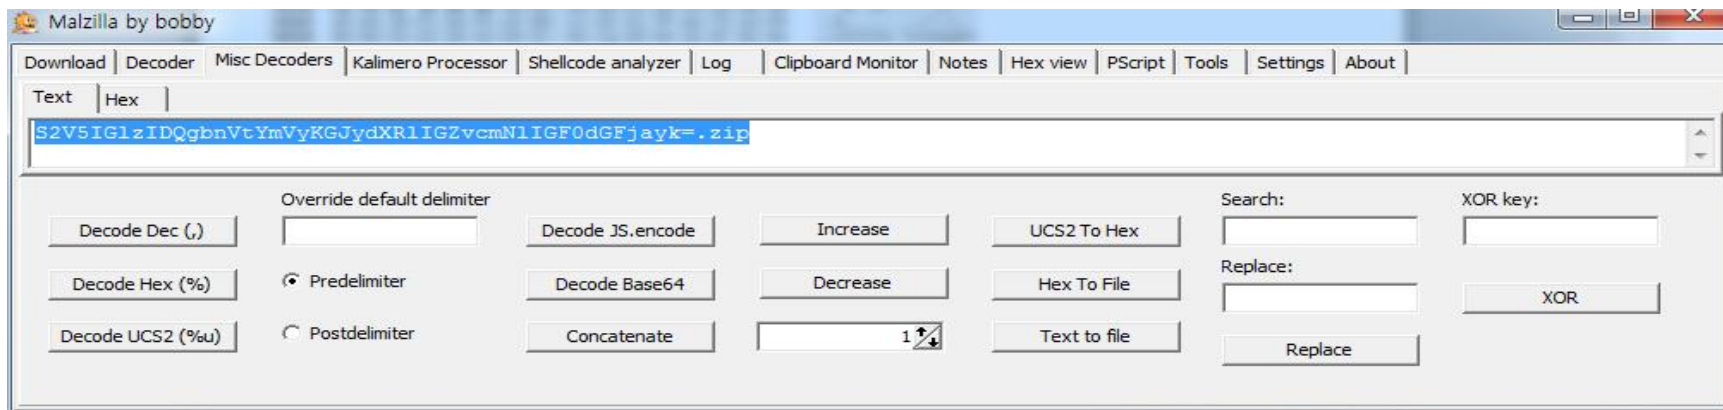 Malzilla by bobby
Download Decoder Misc Decoders Kalimero Processor Shellcode analyzer Log Clipboard Monitor Notes Hex view PScript Tools Settings About
Text Hex
S2V5IGlzIDQgbnVtYmVyKGJydXRlIGZvcmNlIGF0dGFjayk=.zip
Override default delimiter Search: XOR key:
Decode Dec (,) Decode JS.encode Increase UCS2 To Hex
Decode Hex (%) Predelimiter Decode Base64 Decrease Hex To File Replace: XOR
Decode UCS2 (%u) Postdelimiter Concatenate 1 Text to file Replace